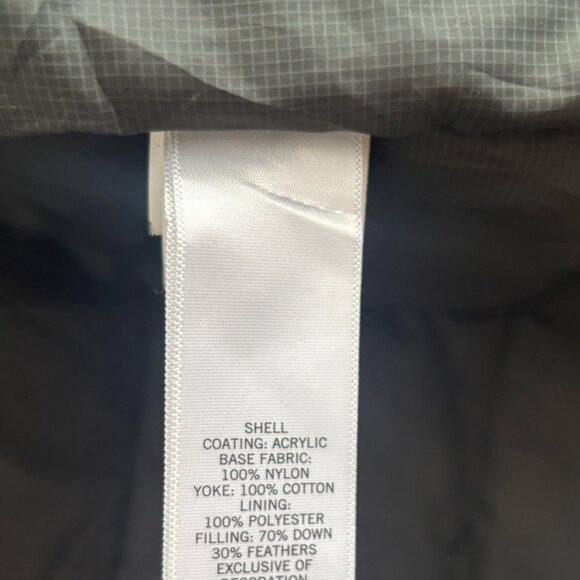 SHELL
COATING: ACRYLIC
BASE FABRIC:
100% NYLON
YOKE: 100% COTTON
LINING:
100% POLYESTER
FILLING: 70% DOWN
30% FEATHERS
EXCLUSIVE OF
DECORATION